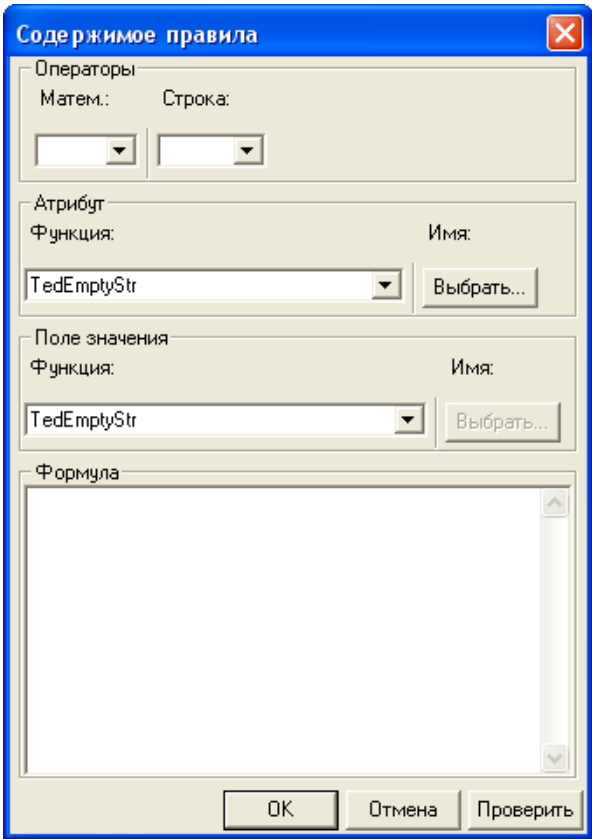 Содержимое правила
Операторы
Матем.: Строка:
Атрибут
Функция: Имя:
TedEmptyStr Выбрать...
Поле значения
Функция: Имя:
TedEmptyStr Выбрать...
Формула
OK Отмена Проверить